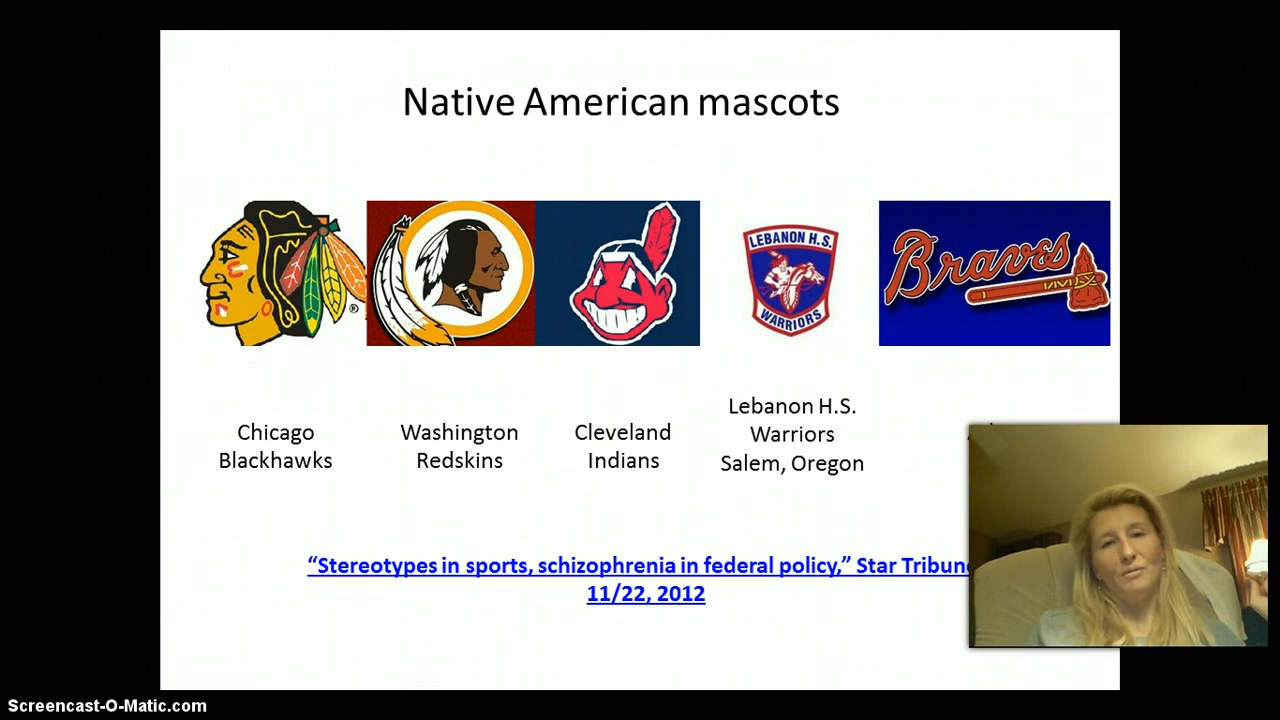 Native American mascots
LEBANON H.S.
WARRIORS
Braves
®
Chicago
Blackhawks
Washington
Redskins
Cleveland
Indians
Lebanon H.S.
Warriors
Salem, Oregon
“Stereotypes in sports, schizophrenia in federal policy,” Star Tribune
11/22, 2012
Screencast-O-Matic.com